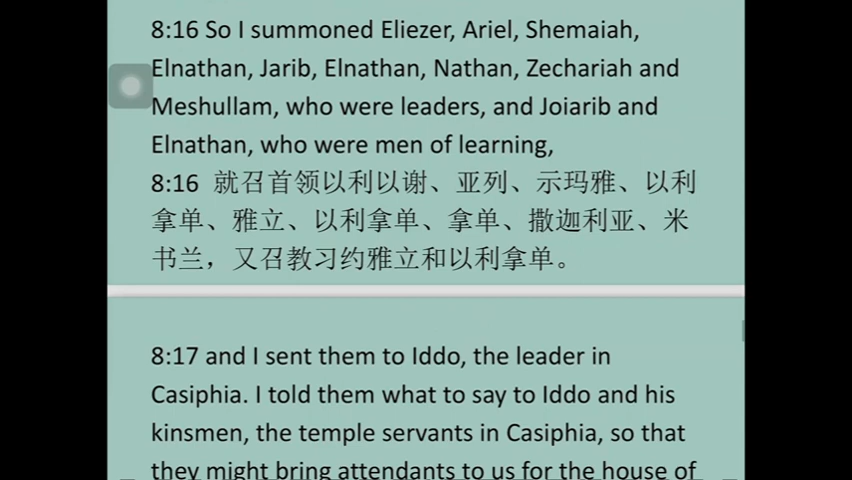 8:16 So I summoned Eliezer, Ariel, Shemaiah,
Elnathan, Jarib, Elnathan, Nathan, Zechariah and
Meshullam, who were leaders, and Joiarib and
Elnathan, who were men of learning,
8:16 就召首领以利以谢、亚列、示玛雅、以利
拿单、雅立、以利拿单、拿单、撒迦利亚、米
书兰，又召教习约雅立和以利拿单。
8:17 and I sent them to Iddo, the leader in
Casiphia. I told them what to say to Iddo and his
kinsmen, the temple servants in Casiphia, so that
they might bring attendants to us for the house of